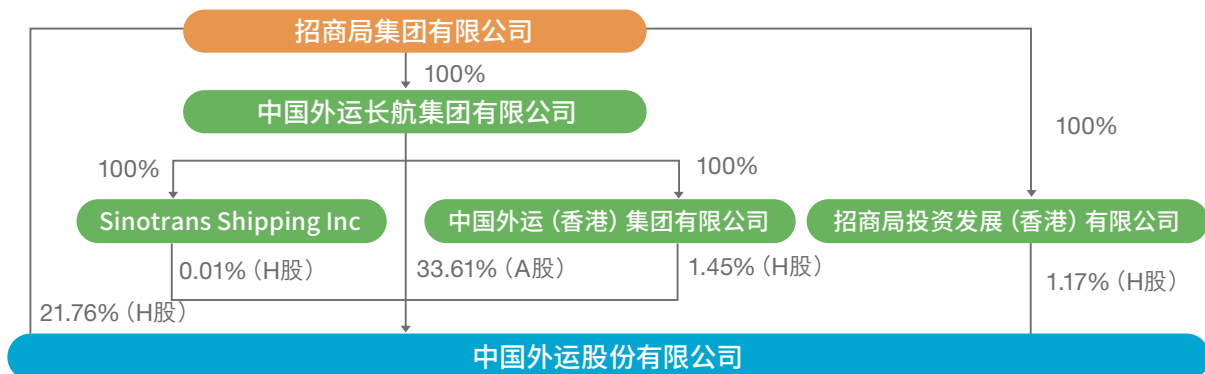 招商局集团有限公司
100%
中国外运长航集团有限公司
100%
100%
100%
Sinotrans Shipping Inc
中国外运（香港）集团有限公司
招商局投资发展（香港）有限公司
0.01%（H股）
33.61%（A股）
1.45%（H股）
1.17%（H股）
21.76%（H股）
中国外运股份有限公司